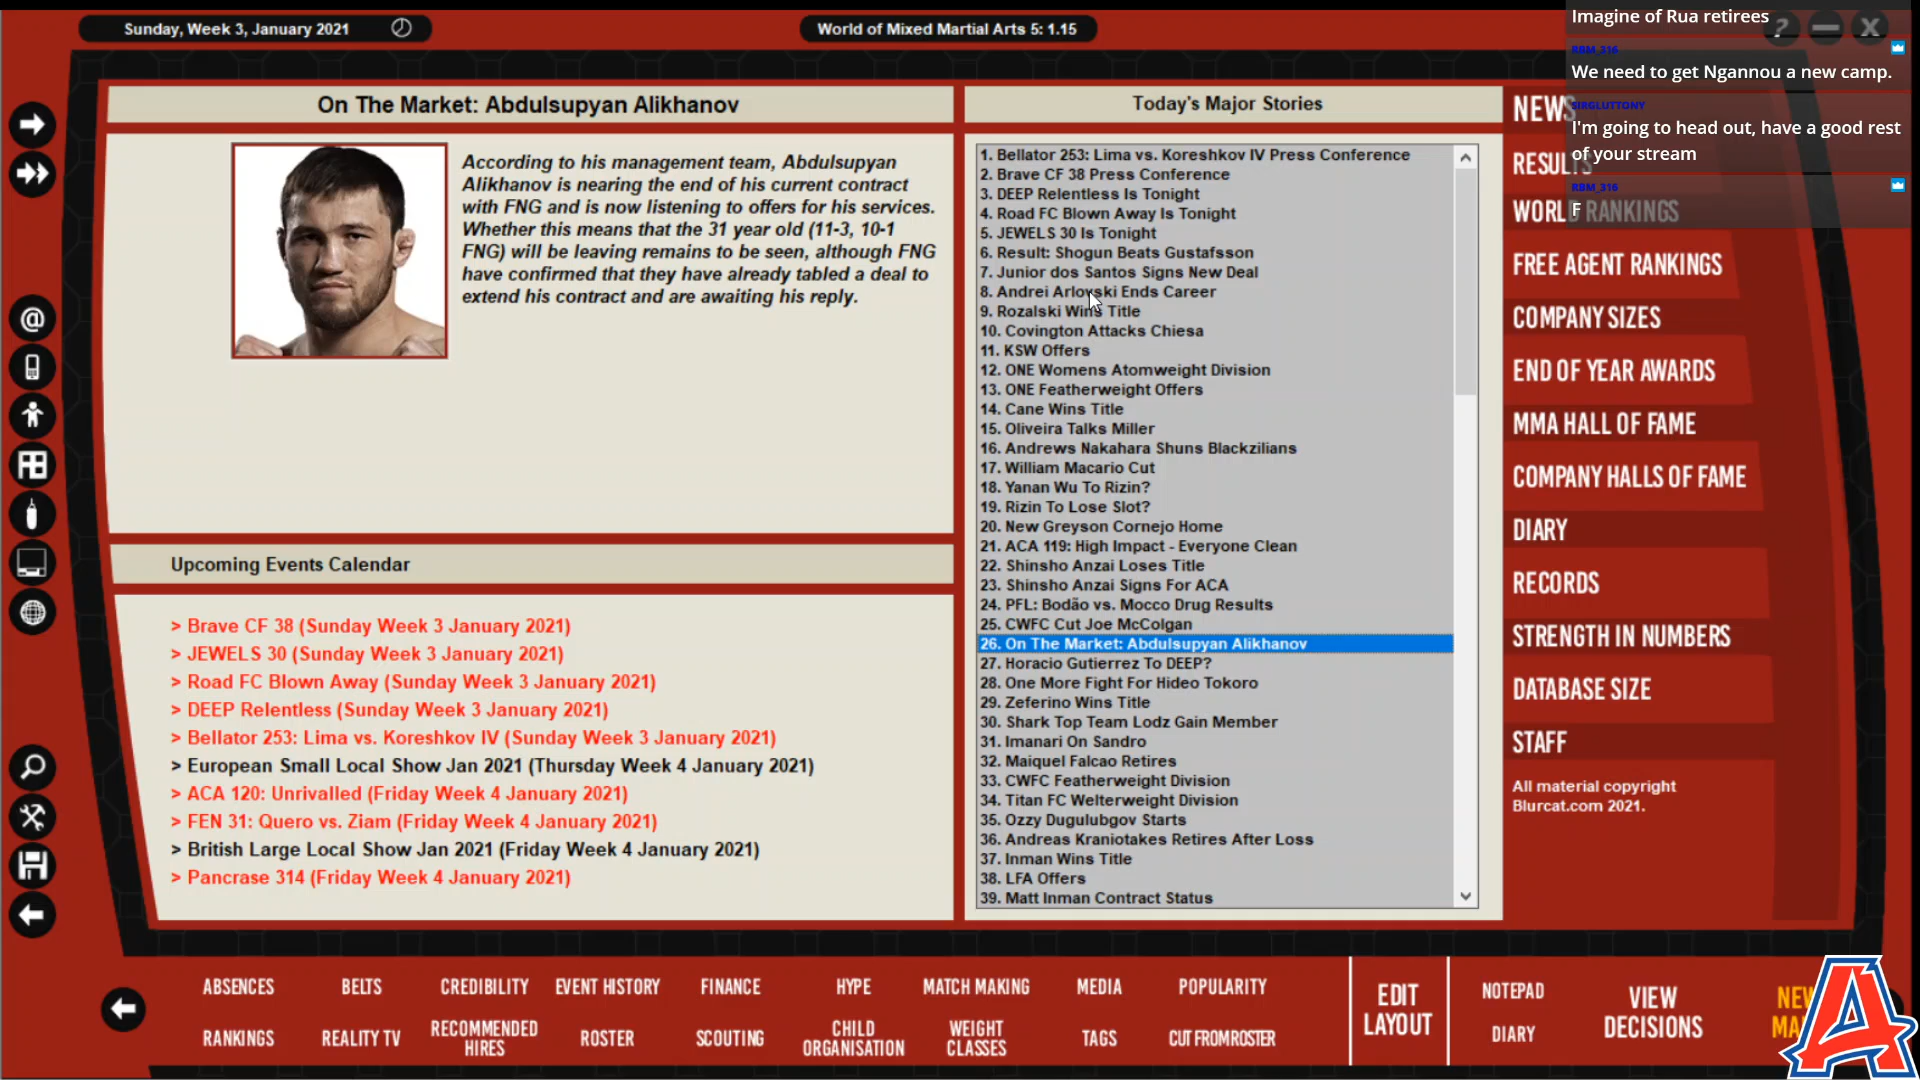 Sunday, Week 3, January 2021
World of Mixed Martial Arts 5: 1.15
Imagine of Rua retirees
RBM_316
We need to get Ngannou a new camp.
SIRGLUTTONY
I'm going to head out, have a good rest
of your stream
RBM_316
F
On The Market: Abdulsupyan Alikhanov
According to his management team, Abdulsupyan
Alikhanov is nearing the end of his current contract
with FNG and is now listening to offers for his services.
Whether this means that the 31 year old (11-3, 10-1
FNG) will be leaving remains to be seen, although FNG
have confirmed that they have already tabled a deal to
extend his contract and are awaiting his reply.
Upcoming Events Calendar
> Brave CF 38 (Sunday Week 3 January 2021)
> JEWELS 30 (Sunday Week 3 January 2021)
> Road FC Blown Away (Sunday Week 3 January 2021)
> DEEP Relentless (Sunday Week 3 January 2021)
> Bellator 253: Lima vs. Koreshkov IV (Sunday Week 3 January 2021)
> European Small Local Show Jan 2021 (Thursday Week 4 January 2021)
> ACA 120: Unrivalled (Friday Week 4 January 2021)
> FEN 31: Quero vs. Ziam (Friday Week 4 January 2021)
> British Large Local Show Jan 2021 (Friday Week 4 January 2021)
> Pancrase 314 (Friday Week 4 January 2021)
Today's Major Stories
1. Bellator 253: Lima vs. Koreshkov IV Press Conference
2. Brave CF 38 Press Conference
3. DEEP Relentless Is Tonight
4. Road FC Blown Away Is Tonight
5. JEWELS 30 Is Tonight
6. Result: Shogun Beats Gustafsson
7. Junior dos Santos Signs New Deal
8. Andrei Arlovski Ends Career
9. Rozalski Wins Title
10. Covington Attacks Chiesa
11. KSW Offers
12. ONE Womens Atomweight Division
13. ONE Featherweight Offers
14. Cane Wins Title
15. Oliveira Talks Miller
16. Andrews Nakahara Shuns Blackzilians
17. William Macario Cut
18. Yanan Wu To Rizin?
19. Rizin To Lose Slot?
20. New Greyson Cornejo Home
21. ACA 119: High Impact - Everyone Clean
22. Shinsho Anzai Loses Title
23. Shinsho Anzai Signs For ACA
24. PFL: Bodão vs. Mocco Drug Results
25. CWFC Cut Joe McColgan
26. On The Market: Abdulsupyan Alikhanov
27. Horacio Gutierrez To DEEP?
28. One More Fight For Hideo Tokoro
29. Zeferino Wins Title
30. Shark Top Team Lodz Gain Member
31. Imanari On Sandro
32. Maiquel Falcao Retires
33. CWFC Featherweight Division
34. Titan FC Welterweight Division
35. Ozzy Dugulubgov Starts
36. Andreas Kraniotakes Retires After Loss
37. Inman Wins Title
38. LFA Offers
39. Matt Inman Contract Status
NEWS
RESULTS
WORLD RANKINGS
FREE AGENT RANKINGS
COMPANY SIZES
END OF YEAR AWARDS
MMA HALL OF FAME
COMPANY HALLS OF FAME
DIARY
RECORDS
STRENGTH IN NUMBERS
DATABASE SIZE
STAFF
All material copyright
Blurcat.com 2021.
ABSENCES
BELTS
CREDIBILITY
EVENT HISTORY
FINANCE
HYPE
MATCH MAKING
MEDIA
POPULARITY
RANKINGS
REALITY TV
RECOMMENDED
HIRES
ROSTER
SCOUTING
CHILD
ORGANISATION
WEIGHT
CLASSES
TAGS
CUT FROM ROSTER
EDIT
LAYOUT
NOTEPAD
DIARY
VIEW
DECISIONS
NEW
MA
A